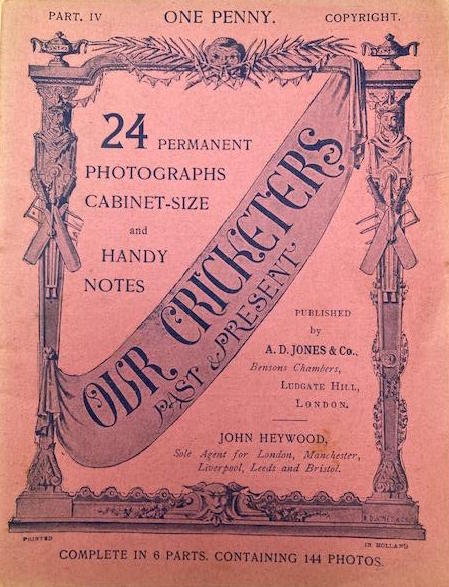 PART. IV
ONE PENNY.
COPYRIGHT.
24 PERMANENT
PHOTOGRAPHS
CABINET-SIZE
and
HANDY
NOTES
OUR CRICKETERS
PAST & PRESENT
PUBLISHED
by
A. D. JONES & Co.,
Bensons Chambers,
LUDGATE HILL,
LONDON.
JOHN HEYWOOD,
Sole Agent for London, Manchester,
Liverpool, Leeds and Bristol.
PRINTED
IN HOLLAND
COMPLETE IN 6 PARTS. CONTAINING 144 PHOTOS.